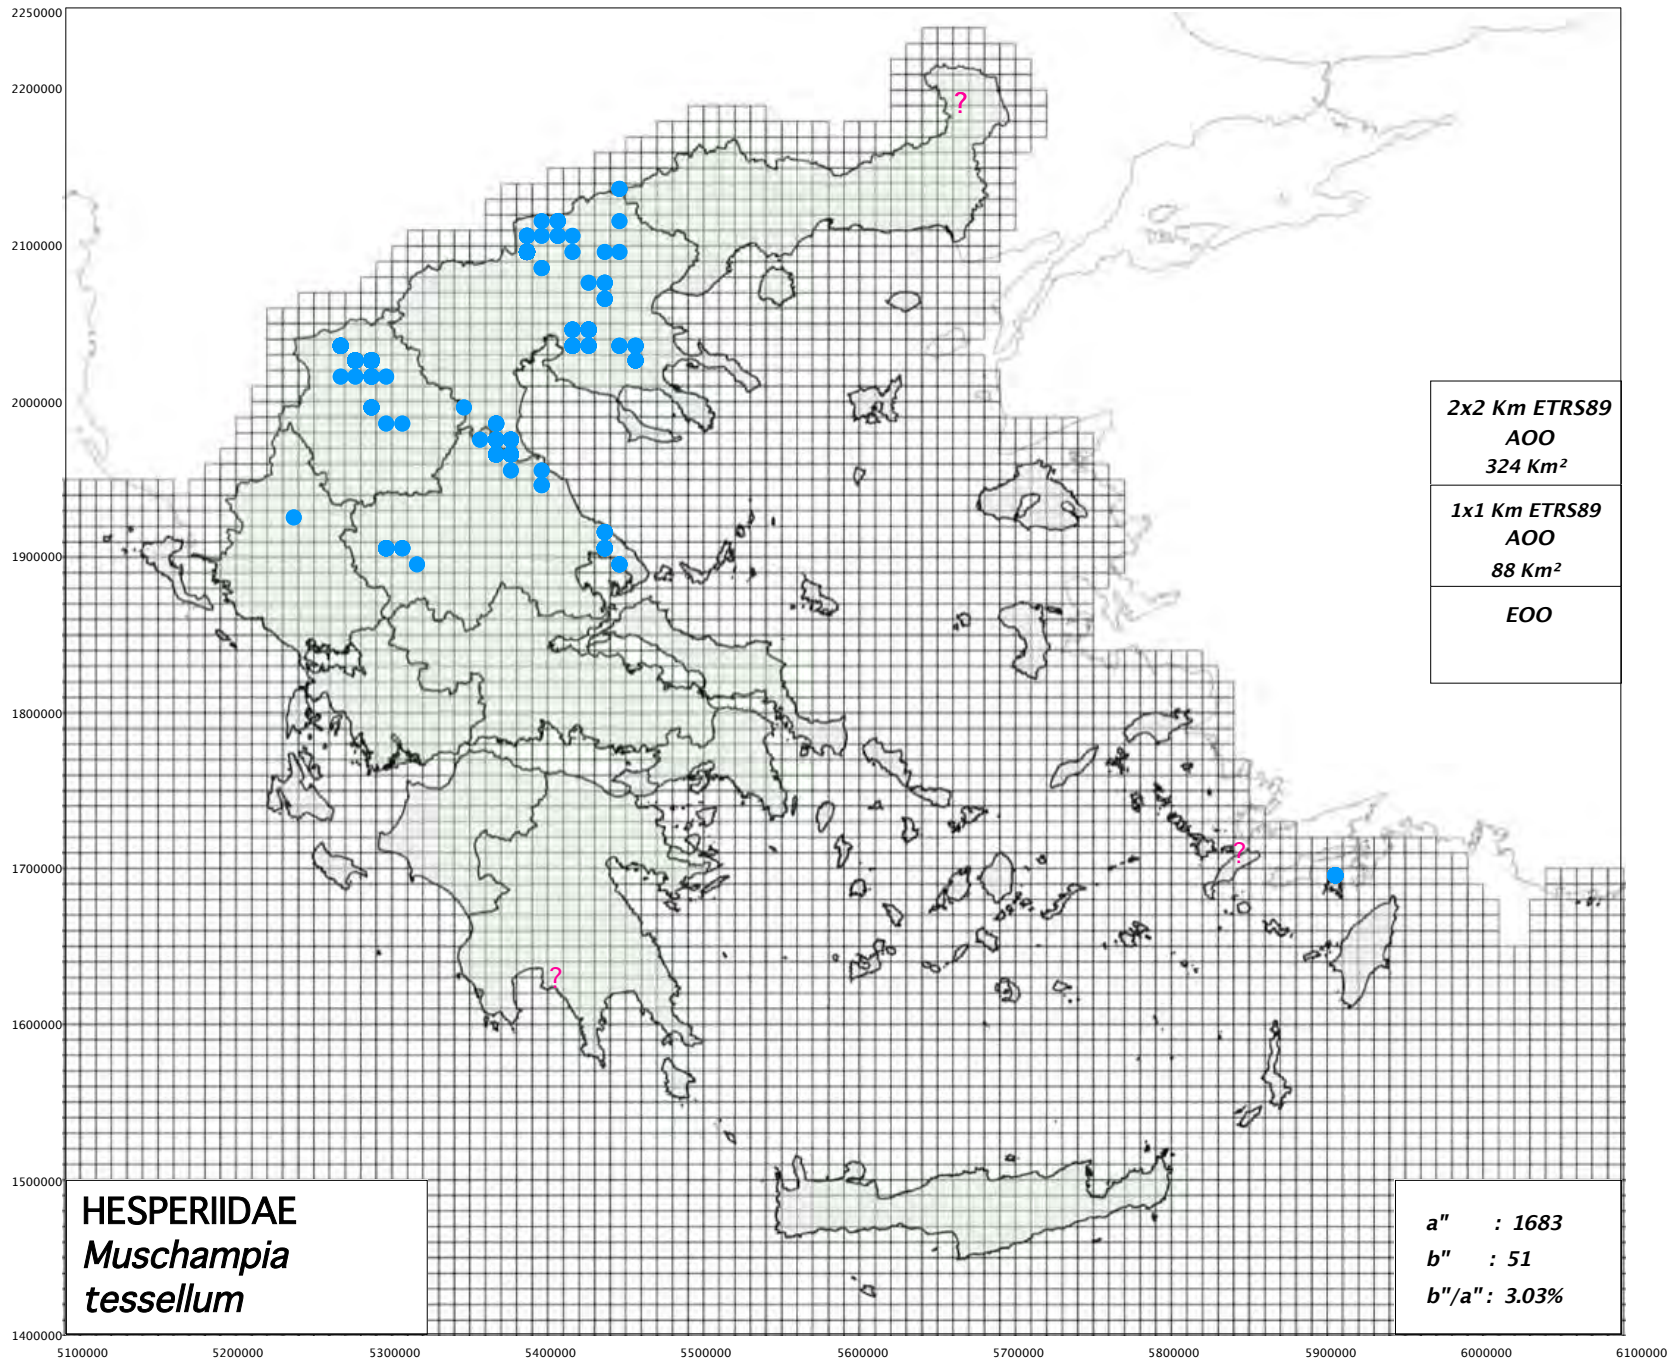 2250000
2200000
2100000
2000000
1900000
1800000
1700000
1600000
1500000
1400000
?
?
?
2x2 Km ETRS89
AOO
324 Km²
1x1 Km ETRS89
AOO
88 Km²
EOO
HESPERIIDAE
Muschampia
tessellum
a" : 1683
b" : 51
b"/a" : 3.03%
5100000 5200000 5300000 5400000 5500000 5600000 5700000 5800000 5900000 6000000 6100000